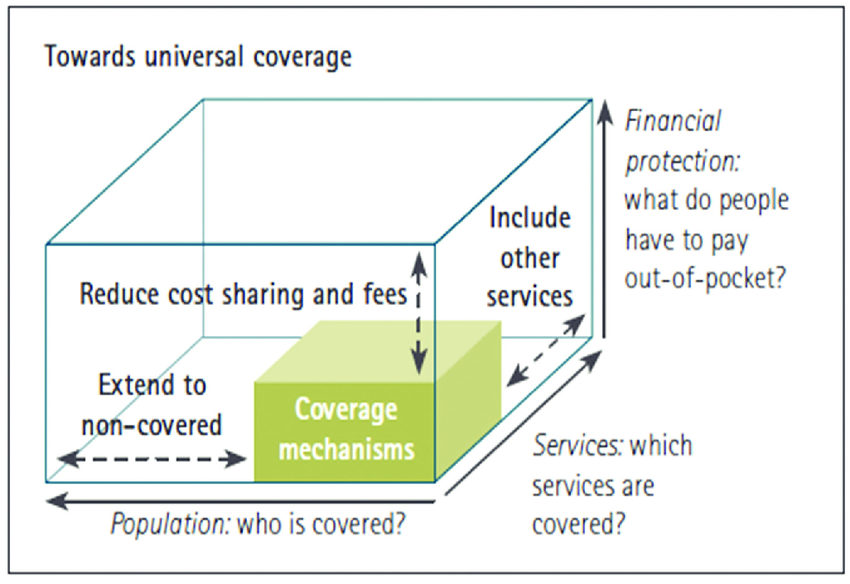 Towards universal coverage
Financial
protection:
what do people
have to pay
out-of-pocket?
Include
other
services
Reduce cost sharing and fees
Extend to
non-covered
Coverage
mechanisms
Services: which
services are
covered?
Population: who is covered?